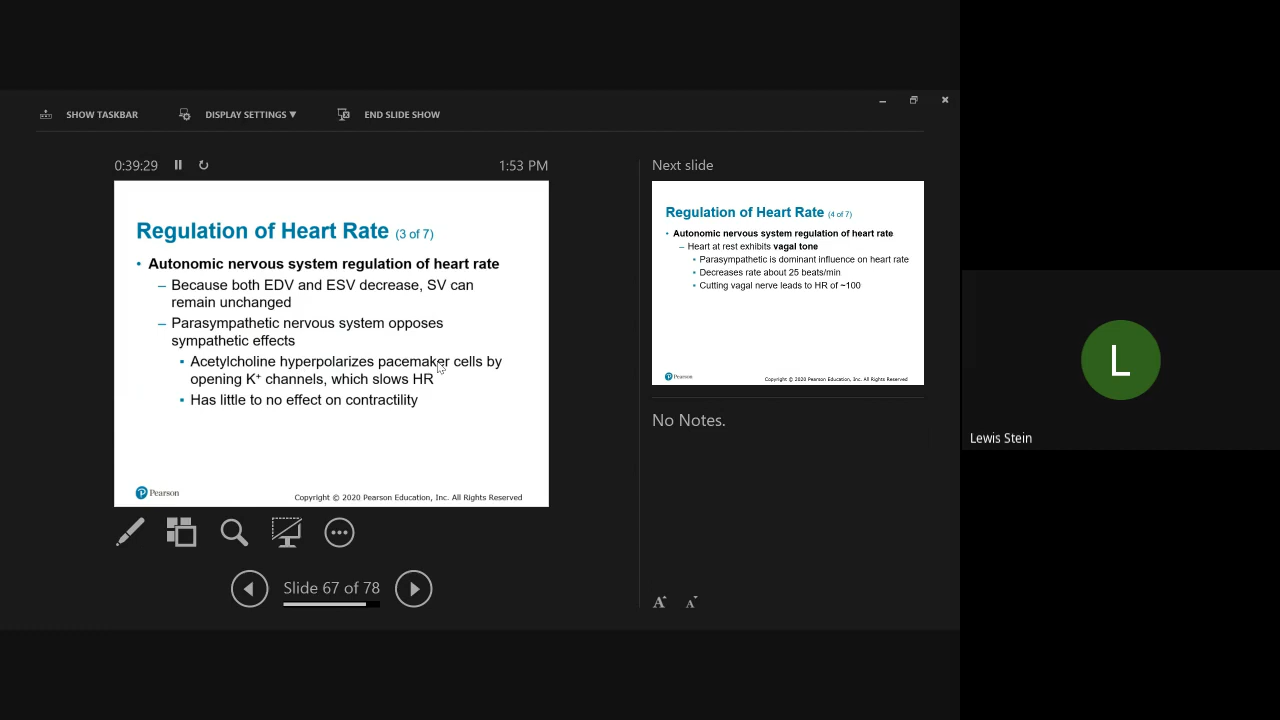 SHOW TASKBAR
DISPLAY SETTINGS ▼
END SLIDE SHOW
0:39:29
1:53 PM
Regulation of Heart Rate (3 of 7)
• Autonomic nervous system regulation of heart rate
– Because both EDV and ESV decrease, SV can
remain unchanged
– Parasympathetic nervous system opposes
sympathetic effects
▪ Acetylcholine hyperpolarizes pacemaker cells by
opening K⁺ channels, which slows HR
▪ Has little to no effect on contractility
P Pearson
Copyright © 2020 Pearson Education, Inc. All Rights Reserved
Slide 67 of 78
Next slide
Regulation of Heart Rate (4 of 7)
• Autonomic nervous system regulation of heart rate
– Heart at rest exhibits vagal tone
▪ Parasympathetic is dominant influence on heart rate
▪ Decreases rate about 25 beats/min
▪ Cutting vagal nerve leads to HR of ~100
P Pearson
Copyright © 2020 Pearson Education, Inc. All Rights Reserved
No Notes.
A A
L
Lewis Stein